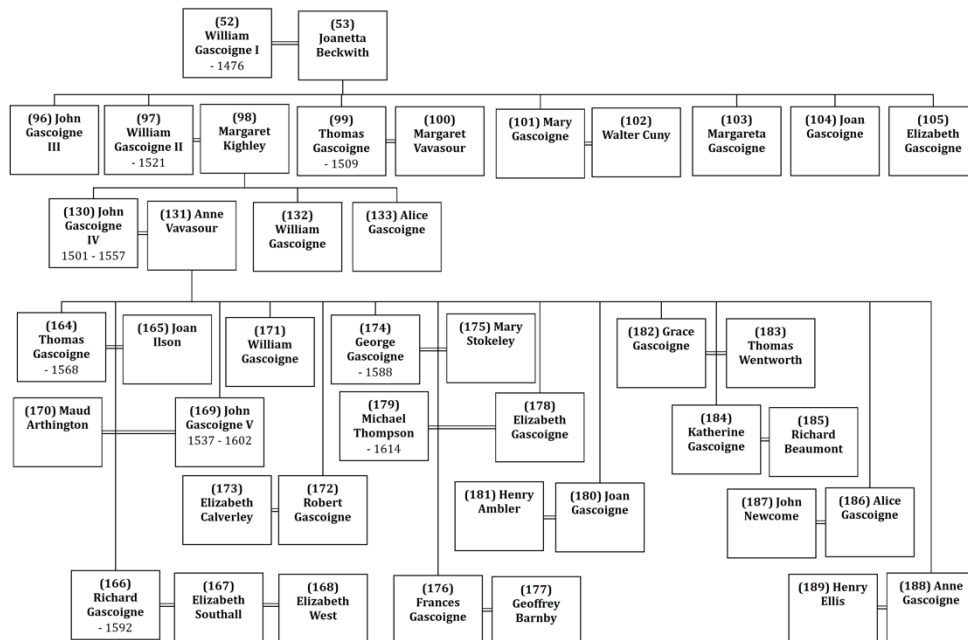 (52)
William
Gascoigne I
- 1476
(53)
Joanetta
Beckwith
(96) John
Gascoigne
III
(97)
William
Gascoigne II
- 1521
(98)
Margaret
Kighley
(99)
Thomas
Gascoigne
- 1509
(100)
Margaret
Vavasour
(101) Mary
Gascoigne
(102)
Walter Cuny
(103)
Margareta
Gascoigne
(104) Joan
Gascoigne
(105)
Elizabeth
Gascoigne
(130) John
Gascoigne
IV
1501 - 1557
(131) Anne
Vavasour
(132)
William
Gascoigne
(133) Alice
Gascoigne
(164)
Thomas
Gascoigne
- 1568
(165) Joan
Ilson
(171)
William
Gascoigne
(174)
George
Gascoigne
- 1588
(175) Mary
Stokeley
(182) Grace
Gascoigne
(183)
Thomas
Wentworth
(170) Maud
Arthington
(169) John
Gascoigne V
1537 - 1602
(179)
Michael
Thompson
- 1614
(178)
Elizabeth
Gascoigne
(184)
Katherine
Gascoigne
(185)
Richard
Beaumont
(173)
Elizabeth
Calverley
(172)
Robert
Gascoigne
(181) Henry
Ambler
(180) Joan
Gascoigne
(187) John
Newcome
(186) Alice
Gascoigne
(166)
Richard
Gascoigne
- 1592
(167)
Elizabeth
Southall
(168)
Elizabeth
West
(176)
Frances
Gascoigne
(177)
Geoffrey
Barnby
(189) Henry
Ellis
(188) Anne
Gascoigne